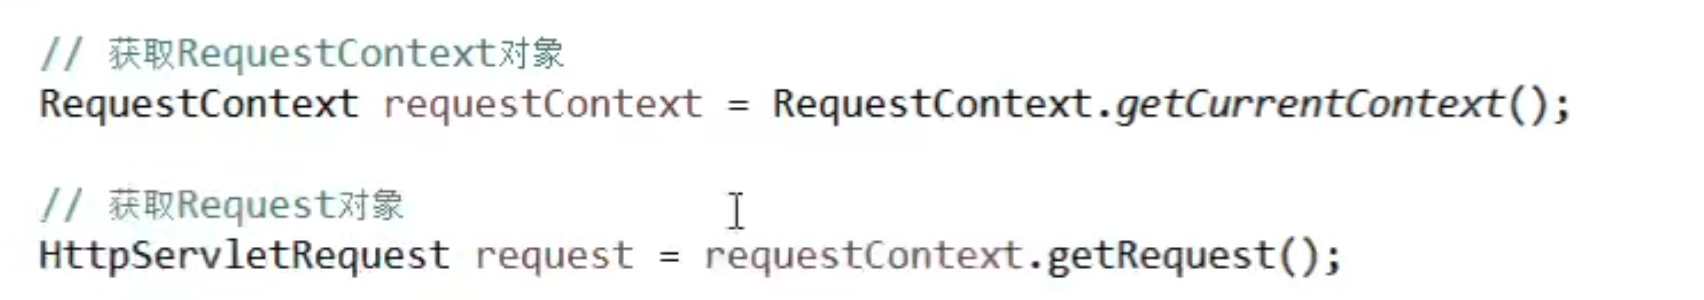 // 获取RequestContext对象
RequestContext requestContext = RequestContext.getCurrentContext();
// 获取Request对象
HttpServletRequest request = requestContext.getRequest();